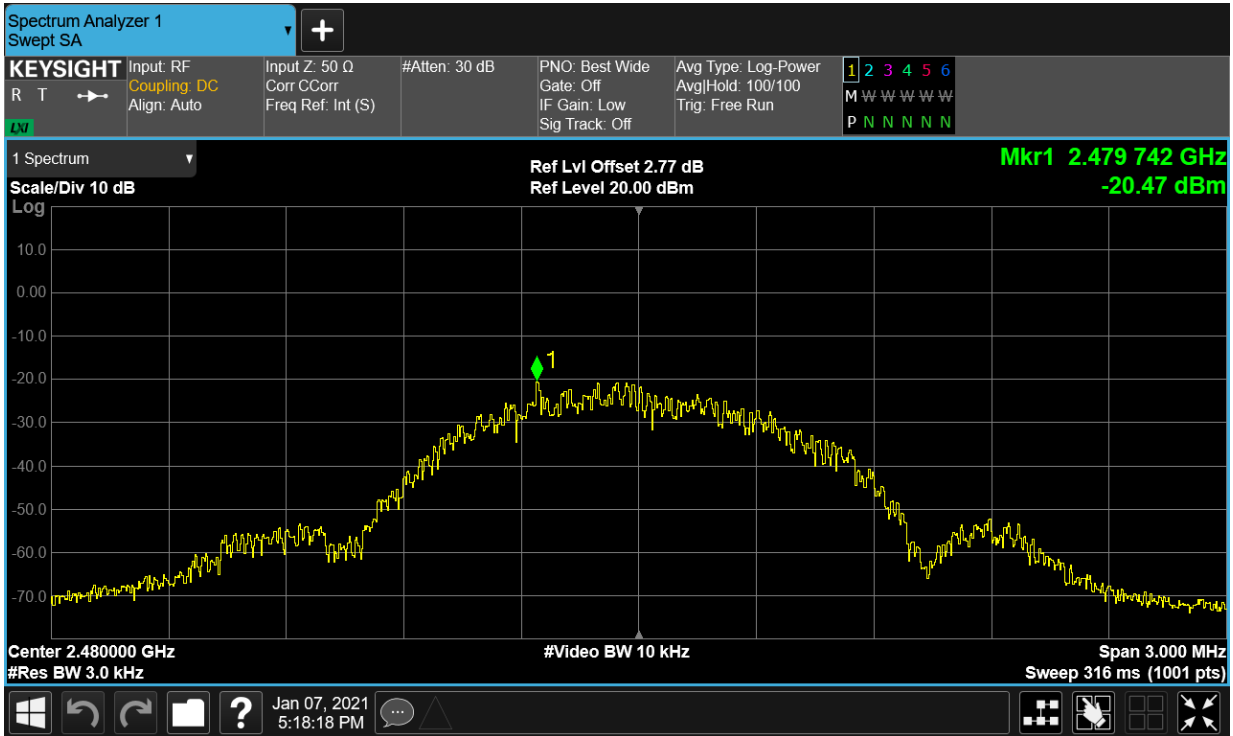 Spectrum Analyzer 1
Swept SA
KEYSIGHT
R T
LXI
Input: RF
Coupling: DC
Align: Auto
Input Z: 50 Ω
Corr CCorr
Freq Ref: Int (S)
#Atten: 30 dB
PNO: Best Wide
Gate: Off
IF Gain: Low
Sig Track: Off
Avg Type: Log-Power
Avg|Hold: 100/100
Trig: Free Run
1 2 3 4 5 6
M W W W W W
P N N N N N
1 Spectrum
Scale/Div 10 dB
Log
Ref Lvl Offset 2.77 dB
Ref Level 20.00 dBm
Mkr1 2.479 742 GHz
-20.47 dBm
10.0
0.00
-10.0
-20.0
-30.0
-40.0
-50.0
-60.0
-70.0
1
Center 2.480000 GHz
#Res BW 3.0 kHz
#Video BW 10 kHz
Span 3.000 MHz
Sweep 316 ms (1001 pts)
?
Jan 07, 2021
5:18:18 PM